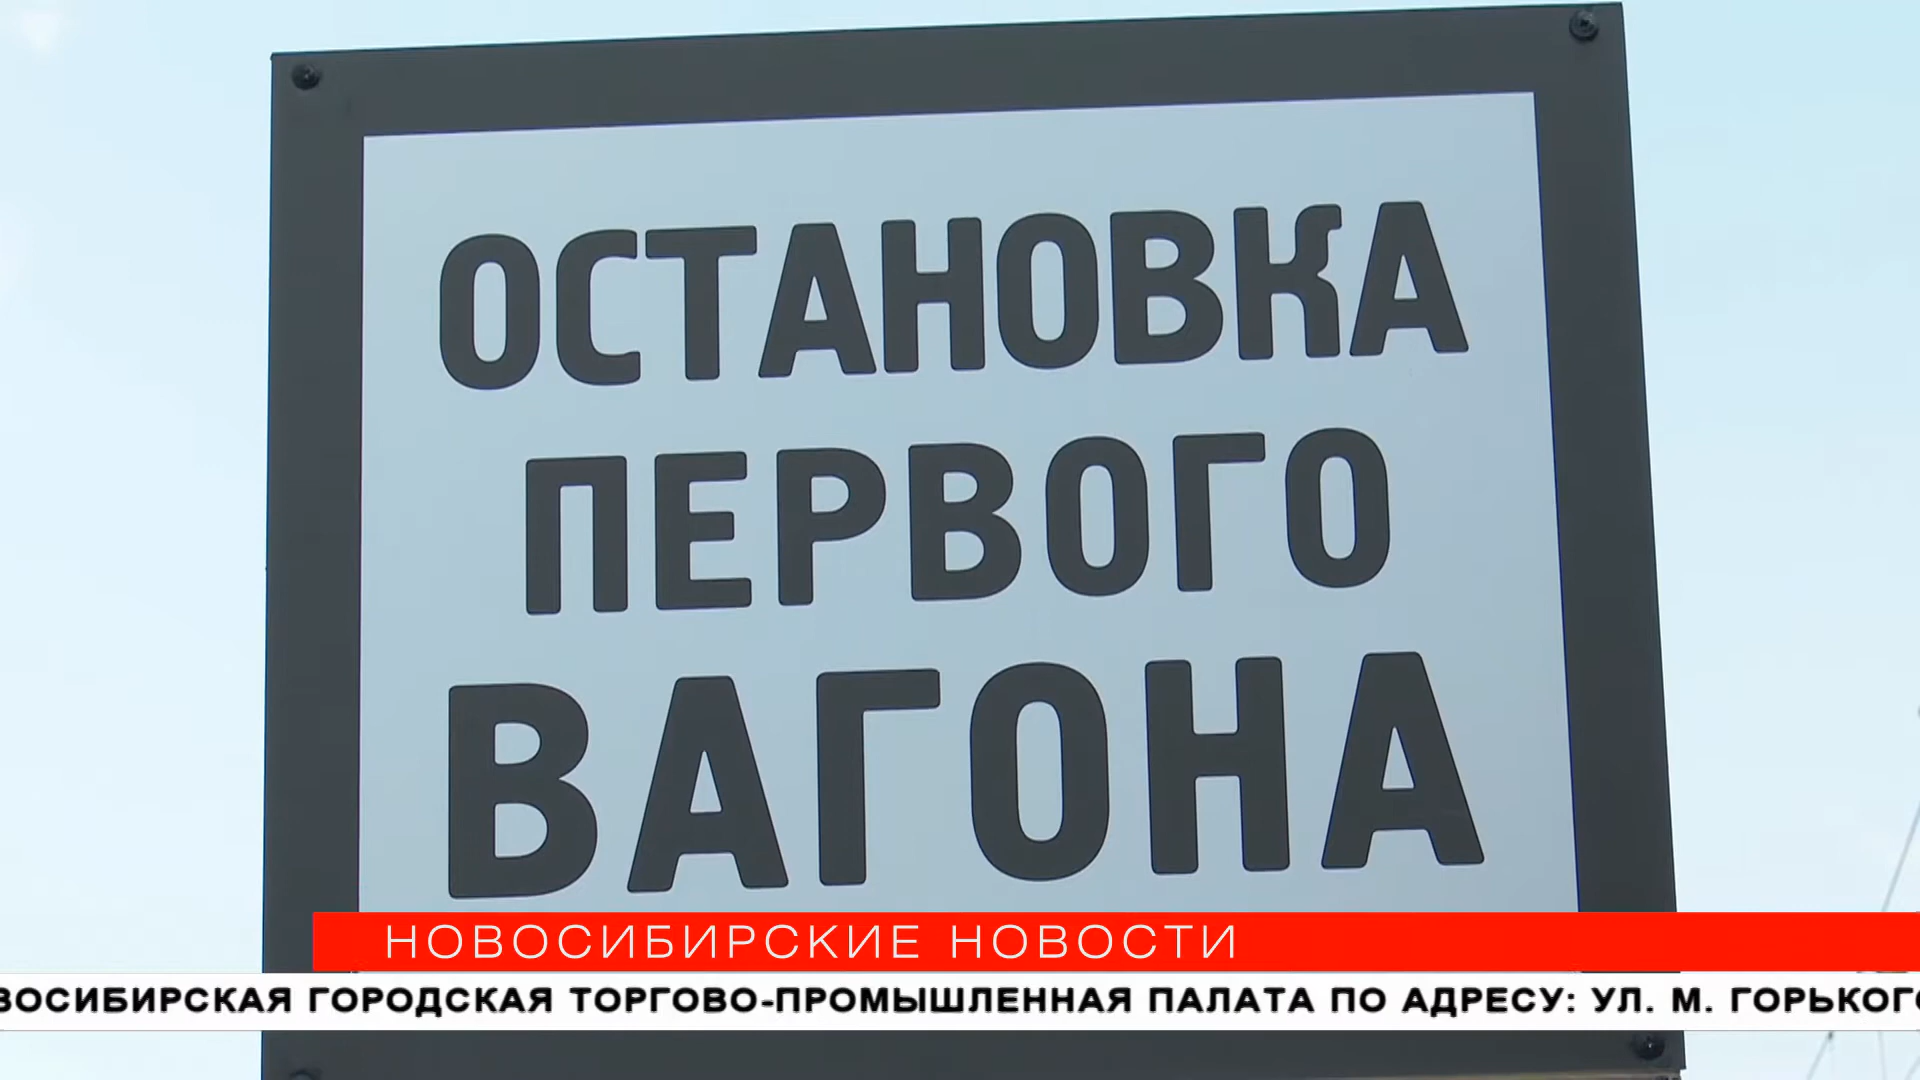 ОСТАНОВКА
ПЕРВОГО
ВАГОНА
НОВОСИБИРСКИЕ НОВОСТИ
ВОСИБИРСКАЯ ГОРОДСКАЯ ТОРГОВО-ПРОМЫШЛЕННАЯ ПАЛАТА ПО АДРЕСУ: УЛ. М. ГОРЬКОГО